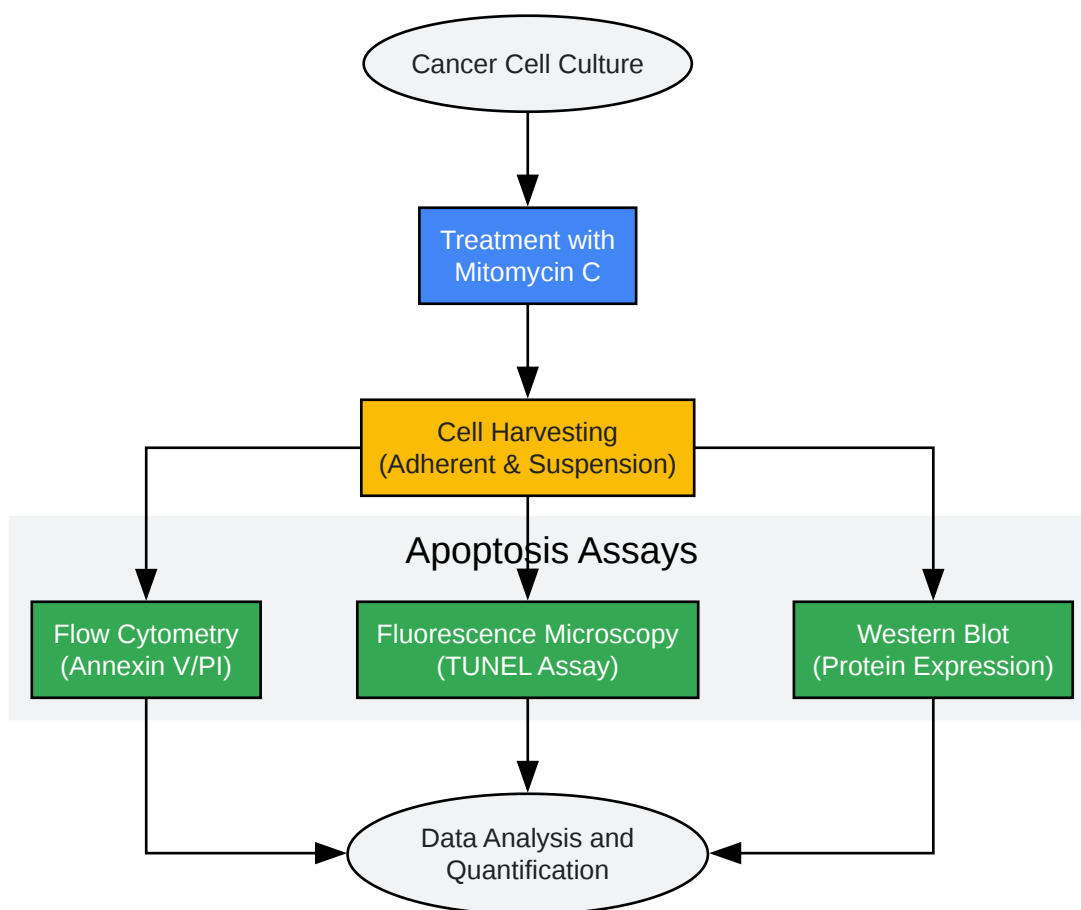 Cancer Cell Culture
Treatment with
Mitomycin C
Cell Harvesting
(Adherent & Suspension)
Apoptosis Assays
Flow Cytometry
(Annexin V/PI)
Fluorescence Microscopy
(TUNEL Assay)
Western Blot
(Protein Expression)
Data Analysis and
Quantification